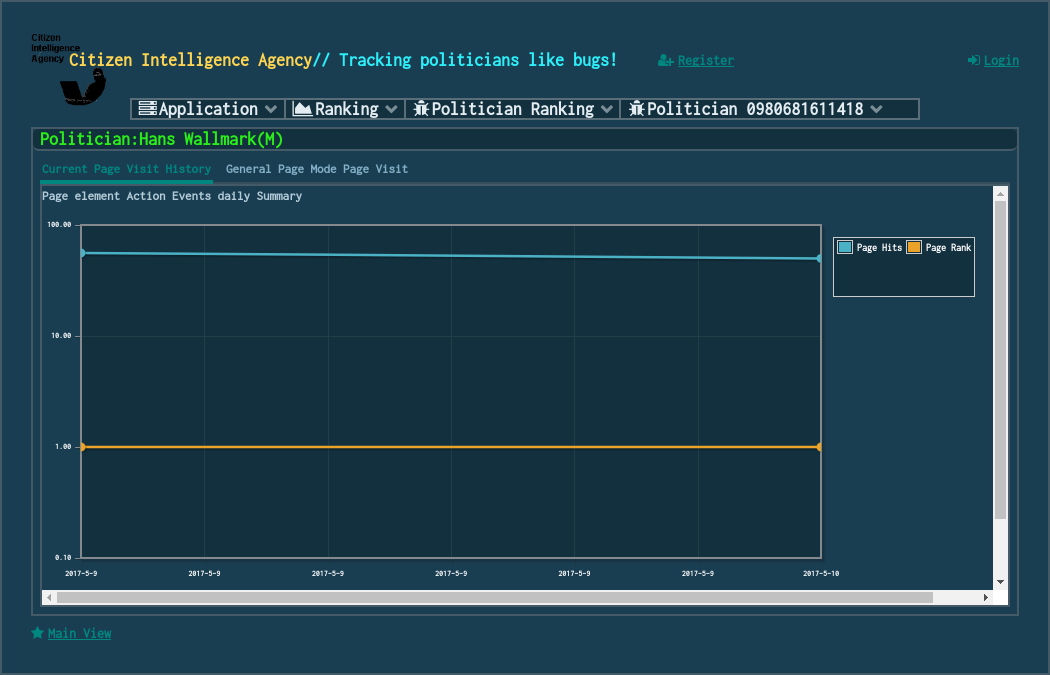 Citizen
Intelligence
Agency
Citizen Intelligence Agency// Tracking politicians like bugs!
Register
Login
Application Ranking Politician Ranking Politician 0980681611418
Politician:Hans Wallmark(M)
Current Page Visit History General Page Mode Page Visit
Page element Action Events daily Summary
100.00
Page Hits Page Rank
10.00
1.00
0.10
2017-5-9 2017-5-9 2017-5-9 2017-5-9 2017-5-9 2017-5-9 2017-5-10
Main View